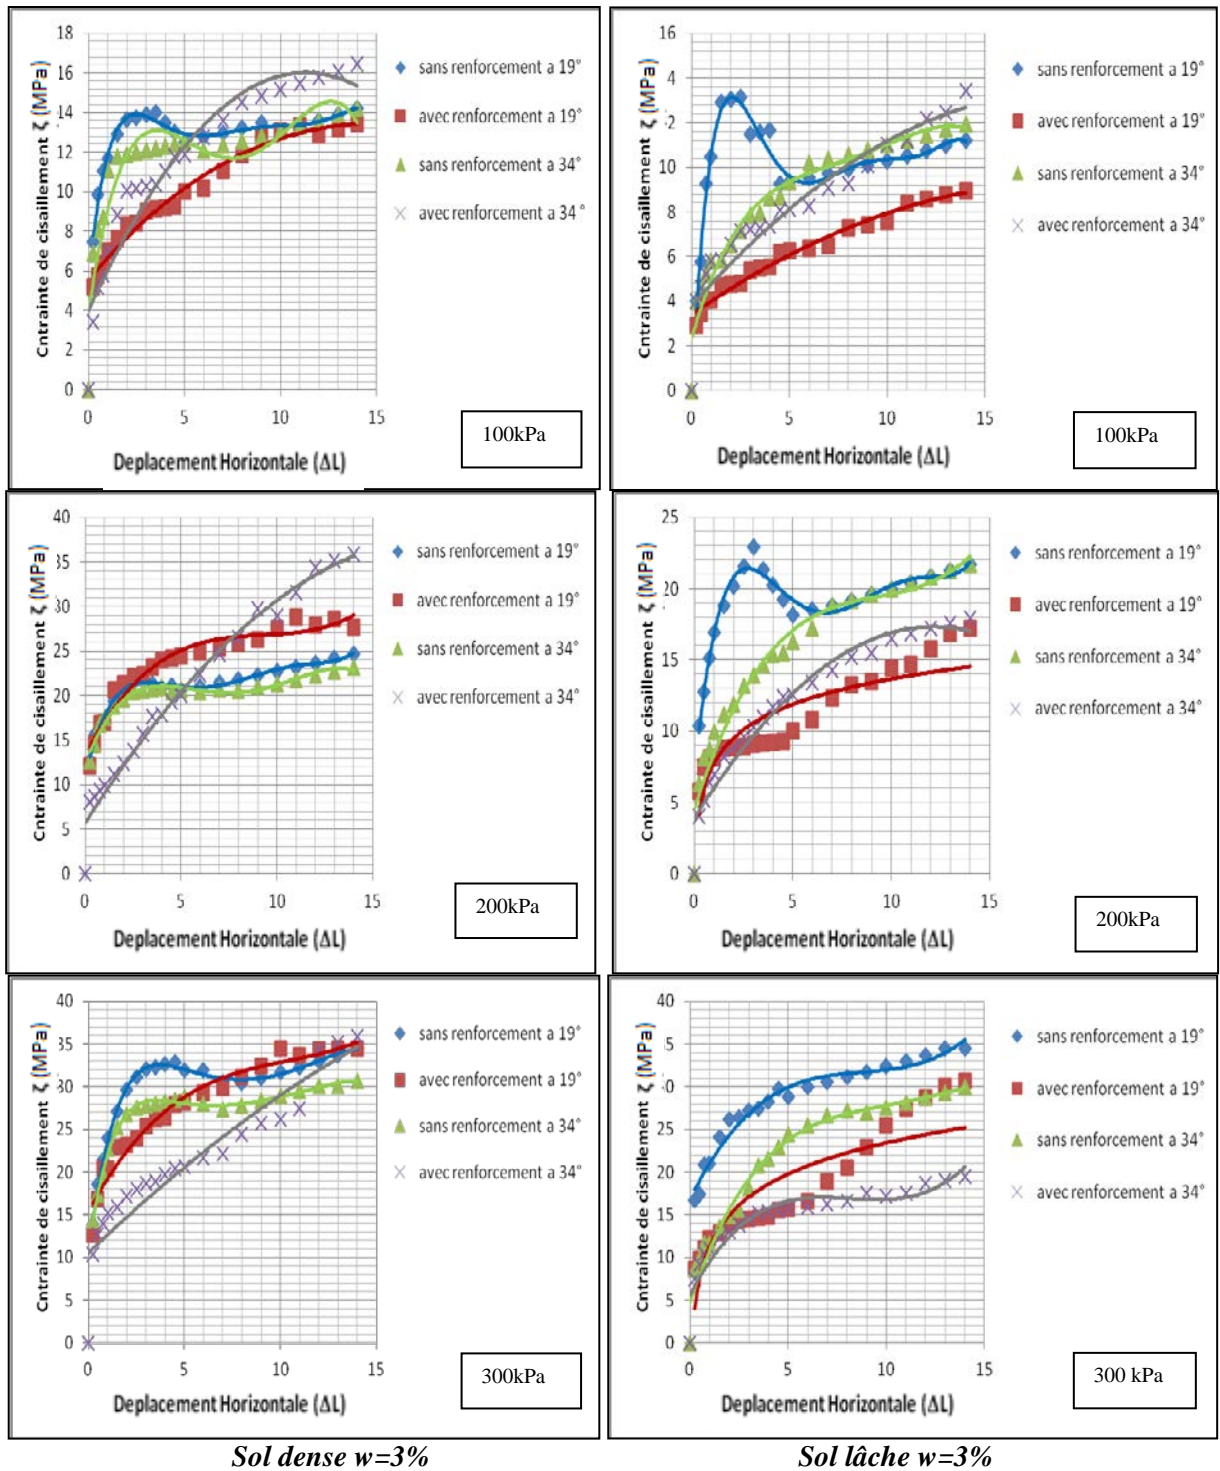 18
16
14
12
10
8
6
4
2
0
0 5 10 15
Cntrainte de cisaillement ζ (MPa)
Deplacement Horizontale (ΔL)
sans renforcement a 19°
avec renforcement a 19°
sans renforcement a 34°
avec renforcement a 34°
100kPa
16
4
2
10
8
6
4
2
0
0 5 10 15
Cntrainte de cisaillement ζ (MPa)
Deplacement Horizontale (ΔL)
sans renforcement a 19°
avec renforcement a 19°
sans renforcement a 34°
avec renforcement a 34°
100kPa
40
35
30
25
20
15
10
5
0
0 5 10 15
Cntrainte de cisaillement ζ (MPa)
Deplacement Horizontale (ΔL)
sans renforcement a 19°
avec renforcement a 19°
sans renforcement a 34°
avec renforcement a 34°
200kPa
25
20
15
10
5
0
0 5 10 15
Cntrainte de cisaillement ζ (MPa)
Deplacement Horizontale (ΔL)
sans renforcement a 19°
avec renforcement a 19°
sans renforcement a 34°
avec renforcement a 34°
200kPa
40
35
30
25
20
15
10
5
0
0 5 10 15
Cntrainte de cisaillement ζ (MPa)
Deplacement Horizontale (ΔL)
sans renforcement a 19°
avec renforcement a 19°
sans renforcement a 34°
avec renforcement a 34°
300kPa
40
5
0
25
20
15
10
5
0
0 5 10 15
Cntrainte de cisaillement ζ (MPa)
Deplacement Horizontale (ΔL)
sans renforcement a 19°
avec renforcement a 19°
sans renforcement a 34°
avec renforcement a 34°
300 kPa
Sol dense w=3%
Sol lâche w=3%